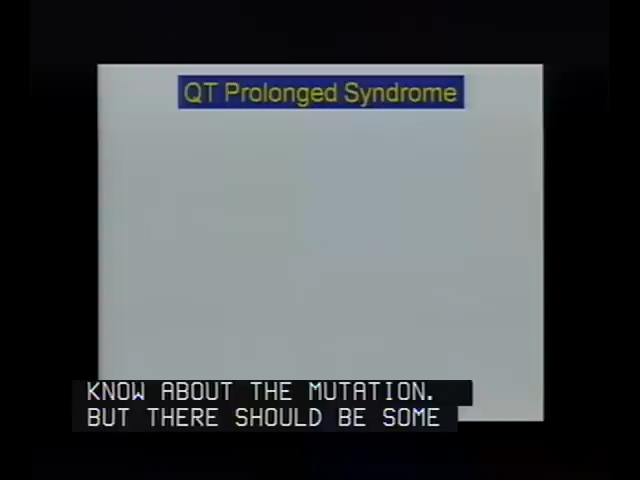 QT Prolonged Syndrome
KNOW ABOUT THE MUTATION.
BUT THERE SHOULD BE SOME